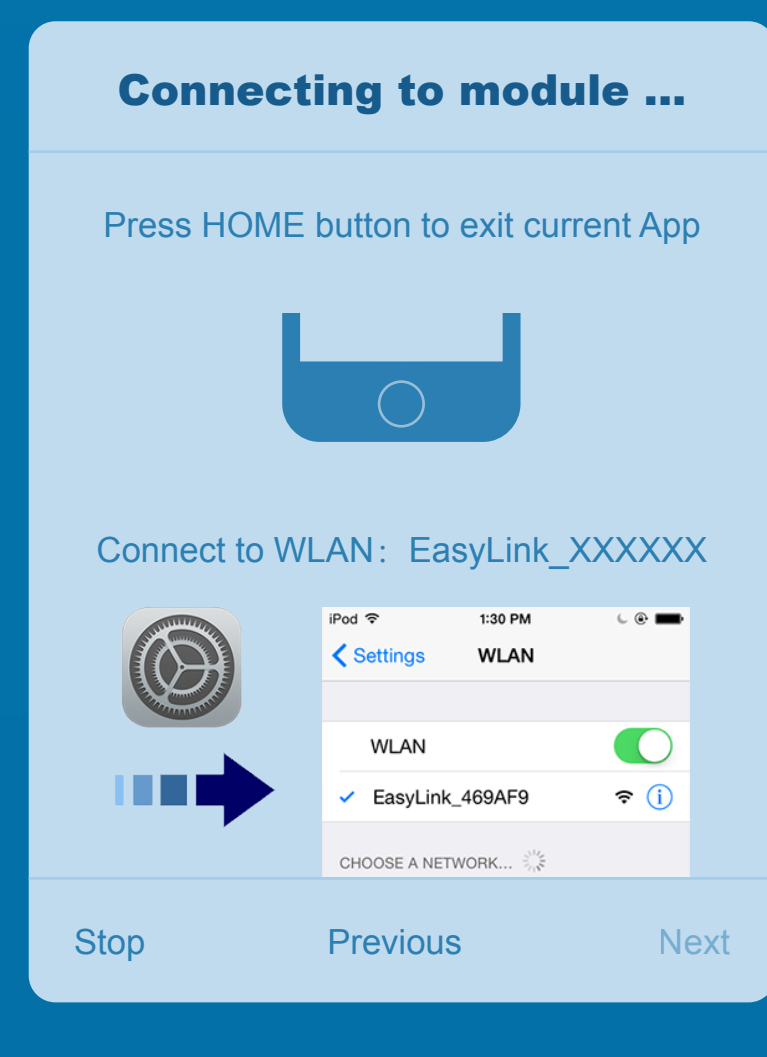 Connecting to module ...
Press HOME button to exit current App
Connect to WLAN： EasyLink_XXXXXX
iPod 1:30 PM
Settings WLAN
WLAN
EasyLink_469AF9
CHOOSE A NETWORK...
Stop Previous Next